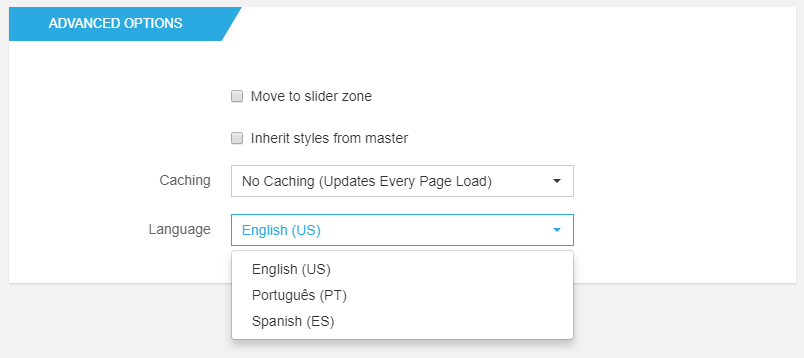 ADVANCED OPTIONS
Move to slider zone
Inherit styles from master
Caching No Caching (Updates Every Page Load)
Language English (US)
English (US)
Português (PT)
Spanish (ES)